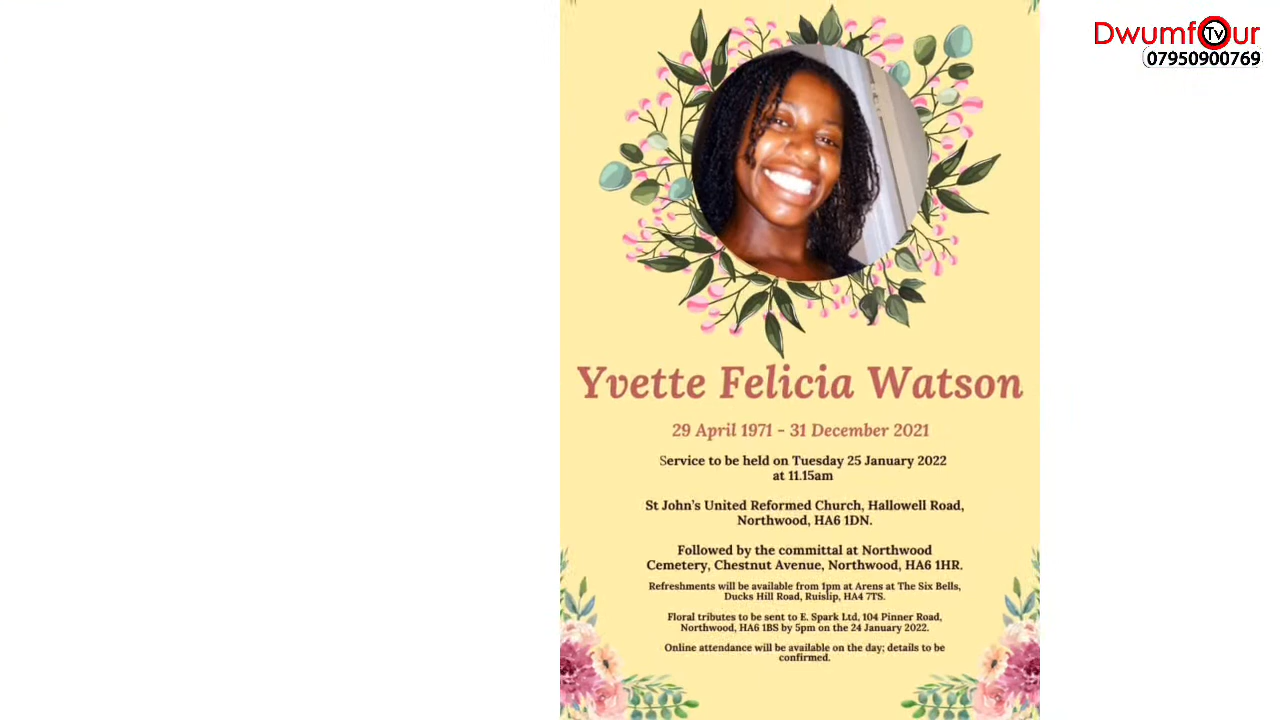 DwumfOur
Tv
07950900769
Yvette Felicia Watson
29 April 1971 - 31 December 2021
Service to be held on Tuesday 25 January 2022
at 11.15am
St John's United Reformed Church, Hallowell Road,
Northwood, HA6 1DN.
Followed by the committal at Northwood
Cemetery, Chestnut Avenue, Northwood, HA6 1HR.
Refreshments will be available from 1pm at Arens at The Six Bells,
Ducks Hill Road, Ruislip, HA4 7TS.
Floral tributes to be sent to E. Spark Ltd, 104 Pinner Road,
Northwood, HA6 1BS by 5pm on the 24 January 2022.
Online attendance will be available on the day; details to be
confirmed.